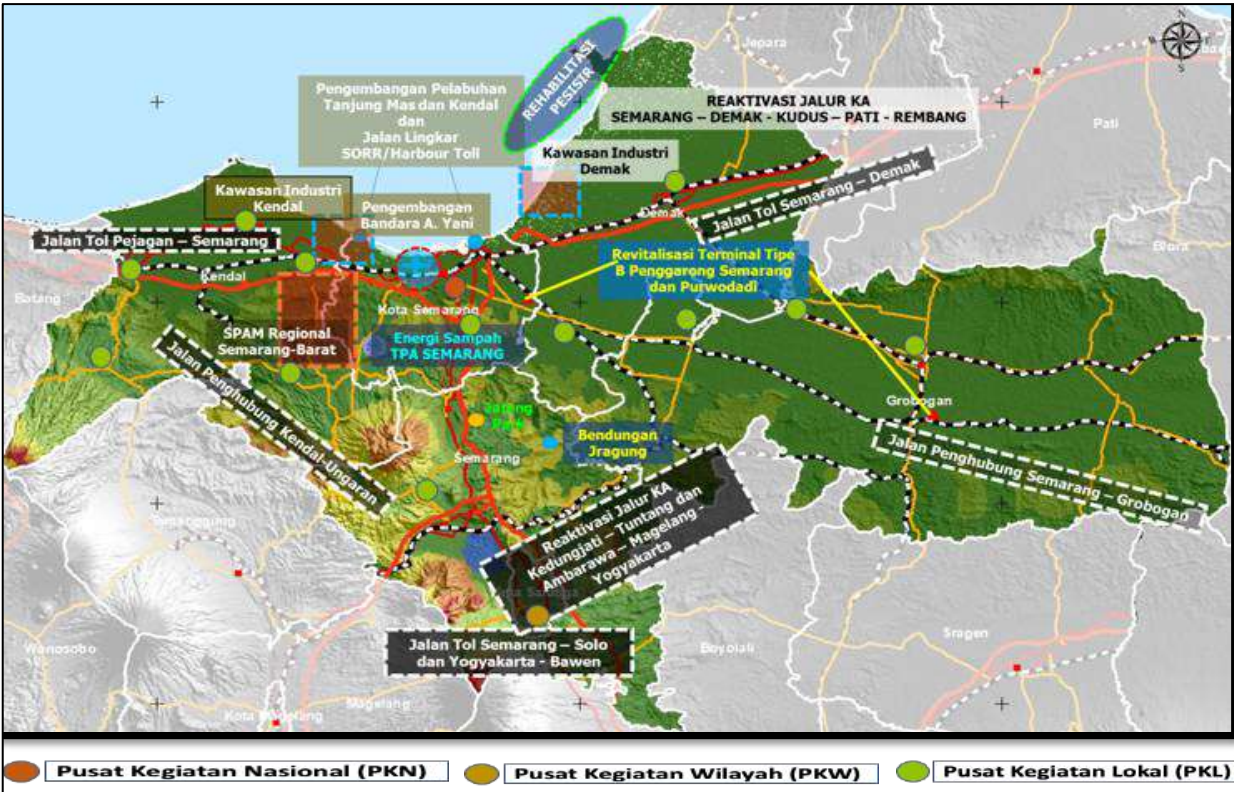 N
S
Jepara
REHABILITASI
PESISIR
Pengembangan Pelabuhan
Tanjung Mas dan Kendal
dan
Jalan Lingkar
SORR/Harbour Toll
REAKTIVASI JALUR KA
SEMARANG – DEMAK - KUDUS – PATI - REMBANG
Pati
Kawasan Industri
Demak
Kawasan Industri
Kendal
Pengembangan
Bandara A. Yani
Demak
Jalan Tol Semarang – Demak
Jalan Tol Pejagan – Semarang
Revitalisasi Terminal Tipe
B Penggarong Semarang
dan Purwodadi
Blora
Kendal
Batang
Kota Semarang
SPAM Regional
Semarang-Barat
Energi Sampah
TPA SEMARANG
Jalan Penghubung Kendal-Ungaran
Grobogan
Jateng
Park
Bendungan
Jragung
Semarang
Jalan Penghubung Semarang – Grobogan
Temanggung
Reaktivasi Jalur KA
Kedungjati – Tuntang dan
Ambarawa – Magelang -
Yogyakarta
Jalan Tol Semarang – Solo
dan Yogyakarta - Bawen
Wonosobo
Boyolali
Sragen
Kota Magelang
Magelang
Pusat Kegiatan Nasional (PKN)
Pusat Kegiatan Wilayah (PKW)
Pusat Kegiatan Lokal (PKL)